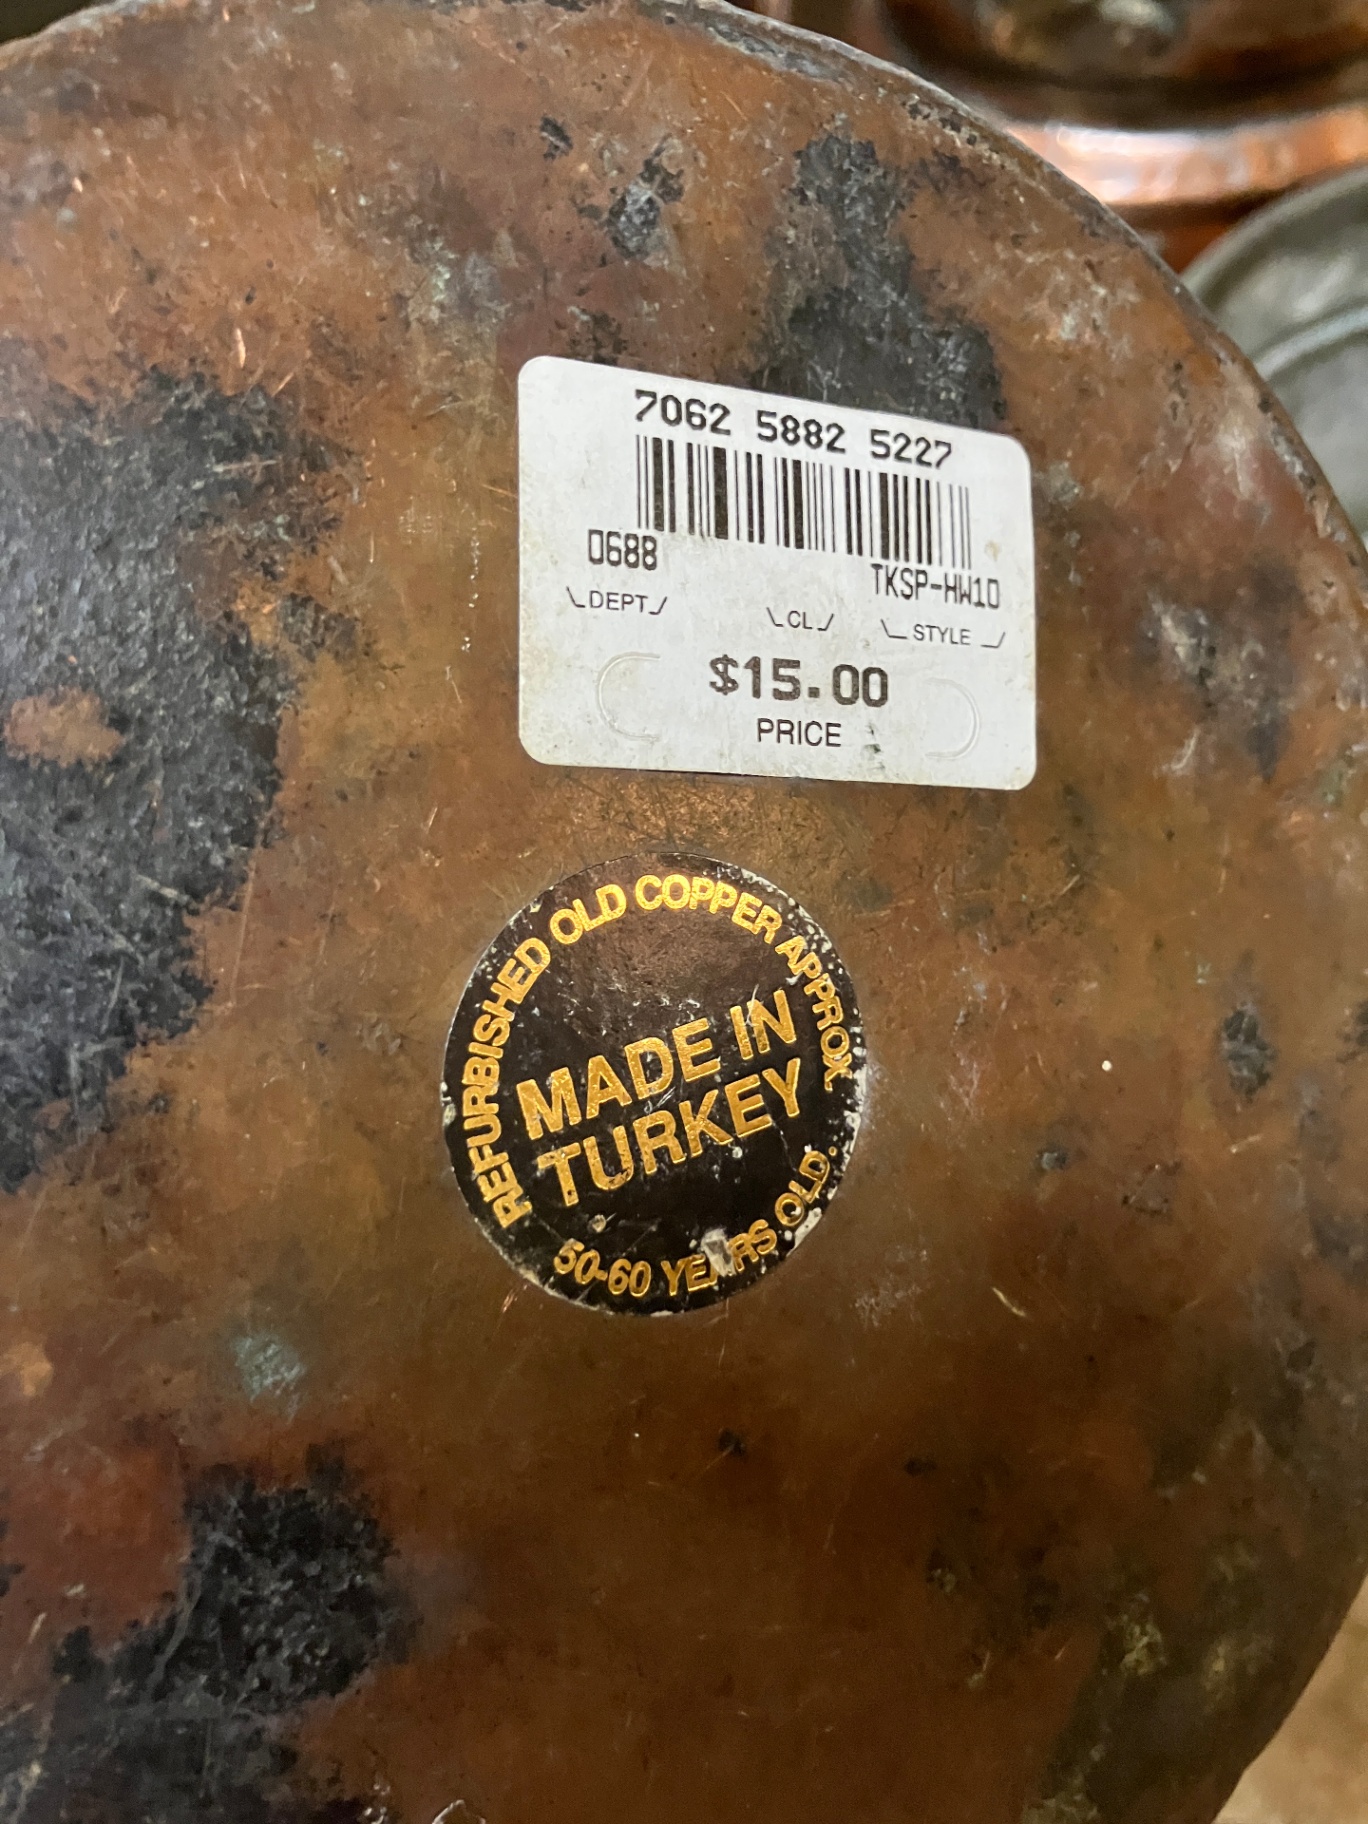 7062 5882 5227
0688
TKSP-HW10
DEPT
CL
STYLE
$15.00
PRICE
REFURBISHED OLD COPPER APPROX
MADE IN
TURKEY
50-60 YEARS OLD.